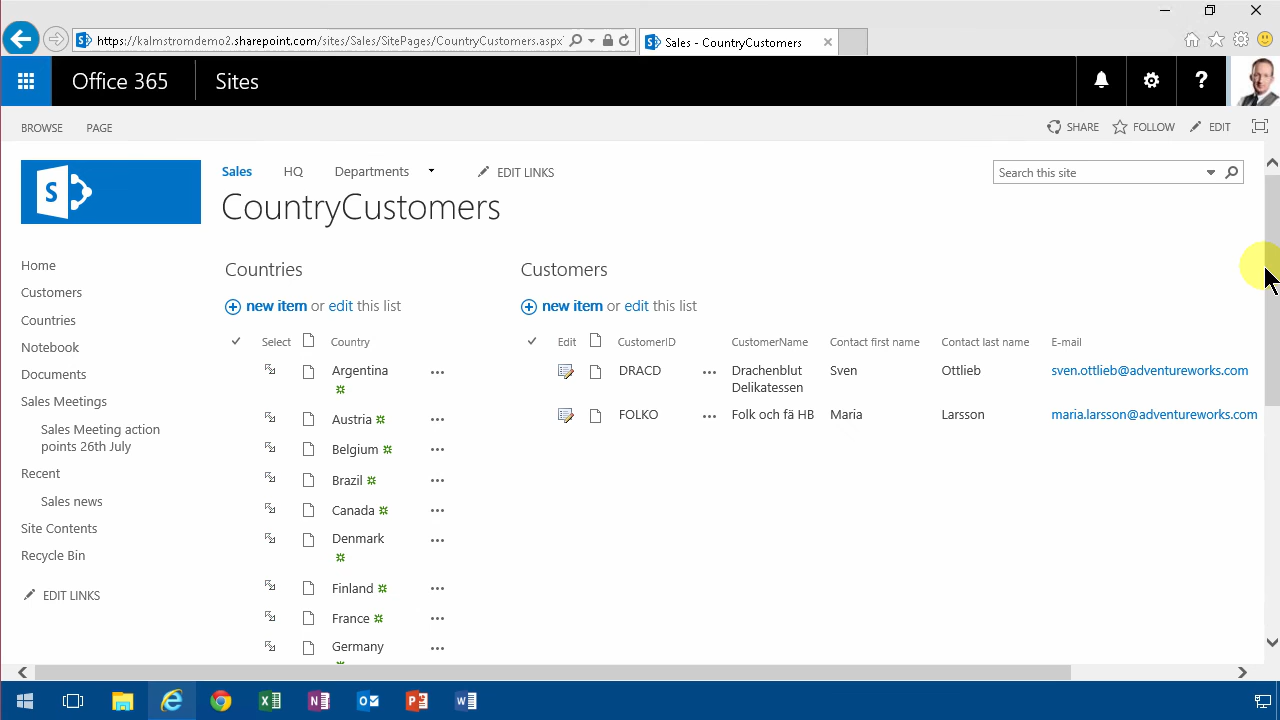 https://kalmstromdemo2.sharepoint.com/sites/Sales/SitePages/CountryCustomers.aspx
Sales - CountryCustomers
Office 365
Sites
BROWSE
PAGE
SHARE
FOLLOW
EDIT
Sales
HQ
Departments
EDIT LINKS
Search this site
CountryCustomers
Home
Customers
Countries
Notebook
Documents
Sales Meetings
Sales Meeting action
points 26th July
Recent
Sales news
Site Contents
Recycle Bin
EDIT LINKS
Countries
new item or edit this list
Select Country
Argentina
Austria
Belgium
Brazil
Canada
Denmark
Finland
France
Germany
Customers
new item or edit this list
Edit CustomerID CustomerName Contact first name Contact last name E-mail
DRACD Drachenblut Sven Ottlieb sven.ottlieb@adventureworks.com
Delikatessen
FOLKO Folk och fä HB Maria Larsson maria.larsson@adventureworks.com